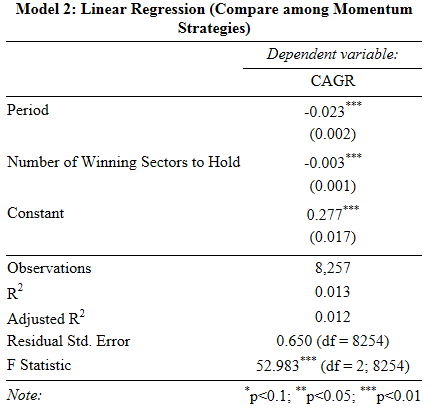 Model 2: Linear Regression (Compare among Momentum
Strategies)
Dependent variable:
CAGR
Period -0.023***
(0.002)
Number of Winning Sectors to Hold -0.003***
(0.001)
Constant 0.277***
(0.017)
Observations 8,257
R2 0.013
Adjusted R2 0.012
Residual Std. Error 0.650 (df = 8254)
F Statistic 52.983*** (df = 2; 8254)
Note: *p<0.1; **p<0.05; ***p<0.01